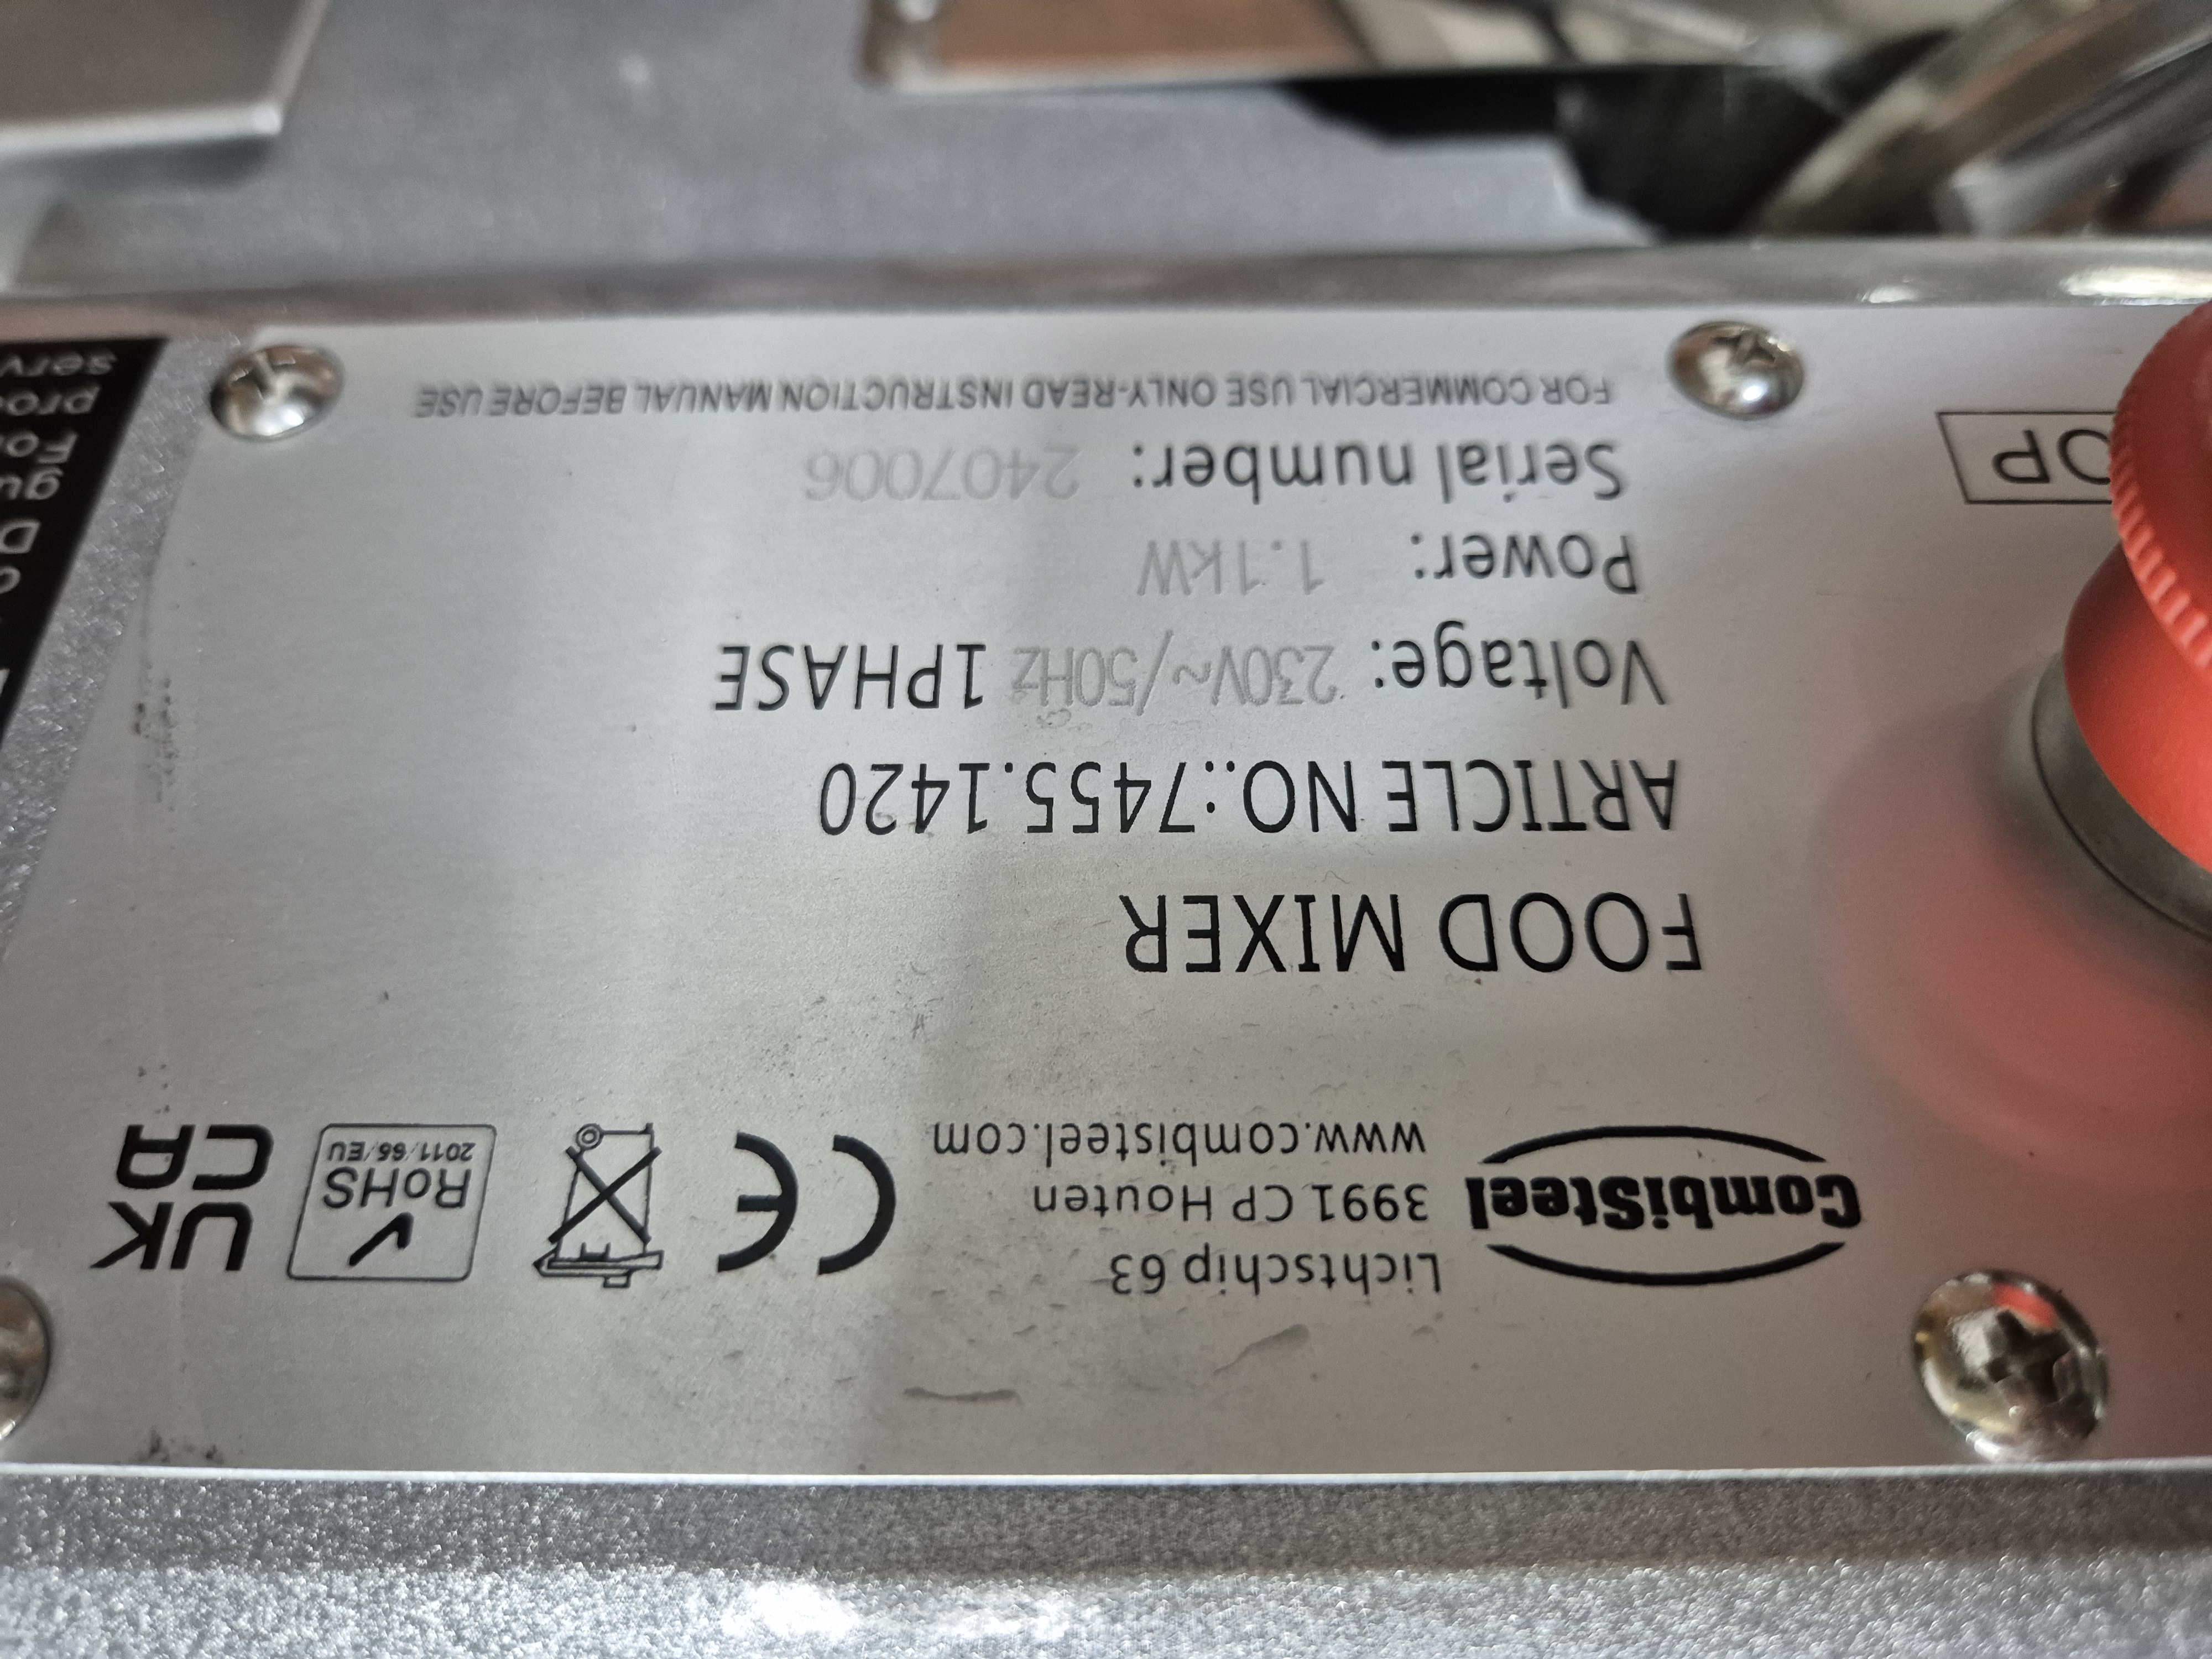 CombiSteel
Lichtschip 63
3991 CP Houten
www.combisteel.com
CE
RoHS
2011/66/EU
UK
CA
FOOD MIXER
ARTICLE NO.:7455.1420
Voltage: 230V~/50Hz 1PHASE
Power: 1.1kW
Serial number: 2407006
FOR COMMERCIAL USE ONLY-READ INSTRUCTION MANUAL BEFORE USE